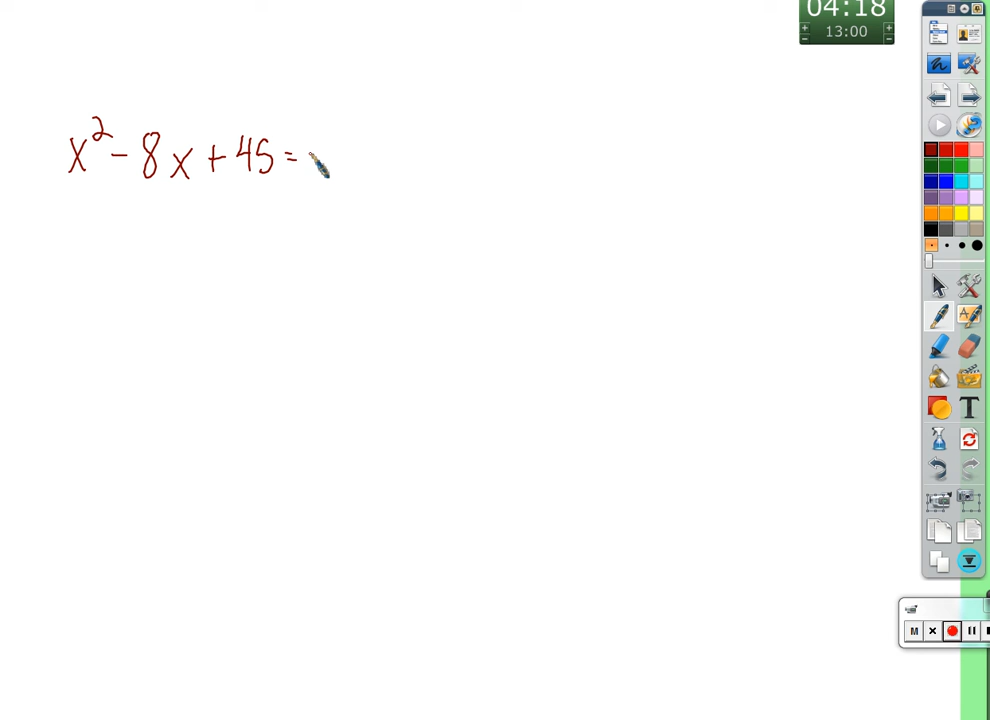 04:18
13:00
x² - 8x + 45 =
T
M